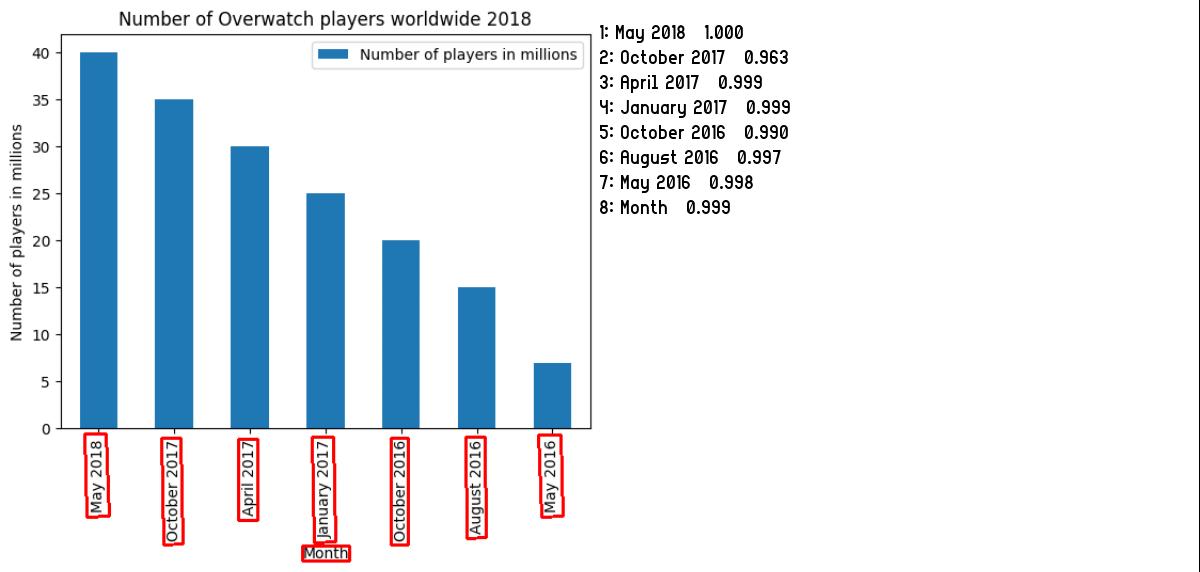 Number of Overwatch players worldwide 2018
Number of players in millions
Number of players in millions
40
35
30
25
20
15
10
5
0
May 2018
October 2017
April 2017
January 2017
October 2016
August 2016
May 2016
Month
1: May 2018 1.000
2: October 2017 0.963
3: April 2017 0.999
4: January 2017 0.999
5: October 2016 0.990
6: August 2016 0.997
7: May 2016 0.998
8: Month 0.999